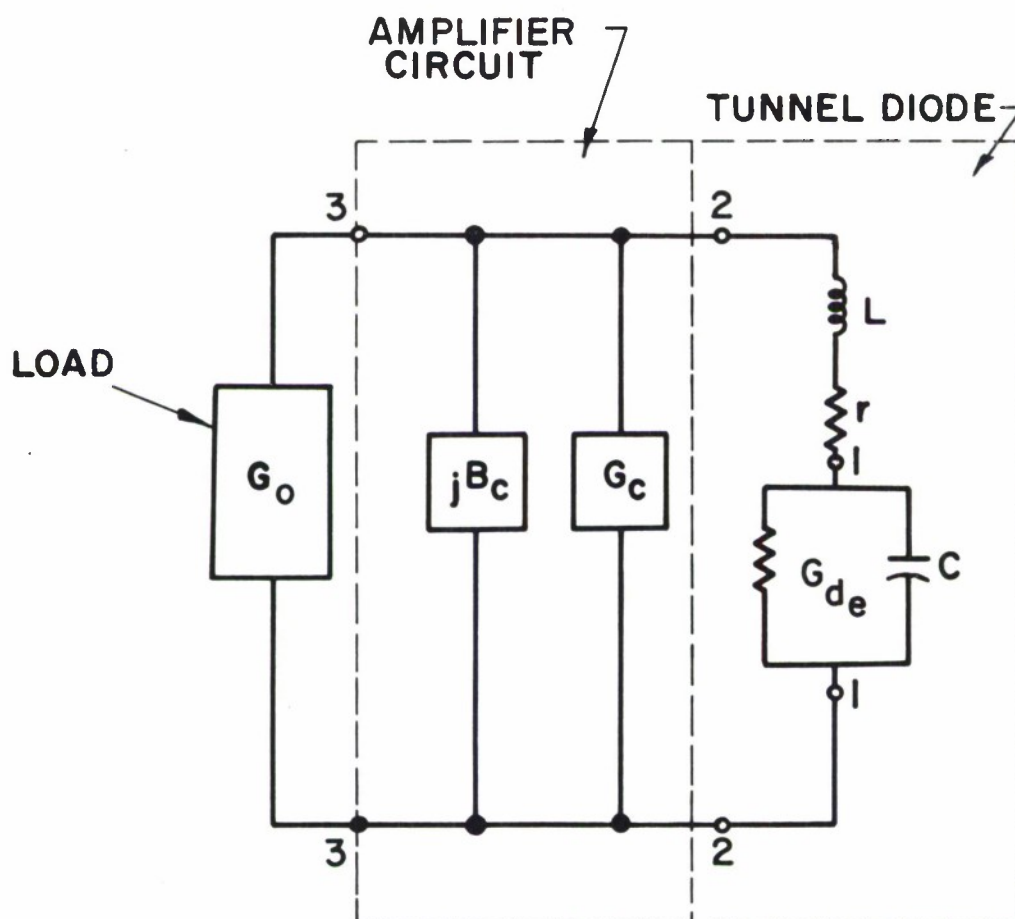 AMPLIFIER
CIRCUIT
TUNNEL DIODE
3
2
L
LOAD
r
1
G₀
jBc
Gc
Gde
C
1
3
2